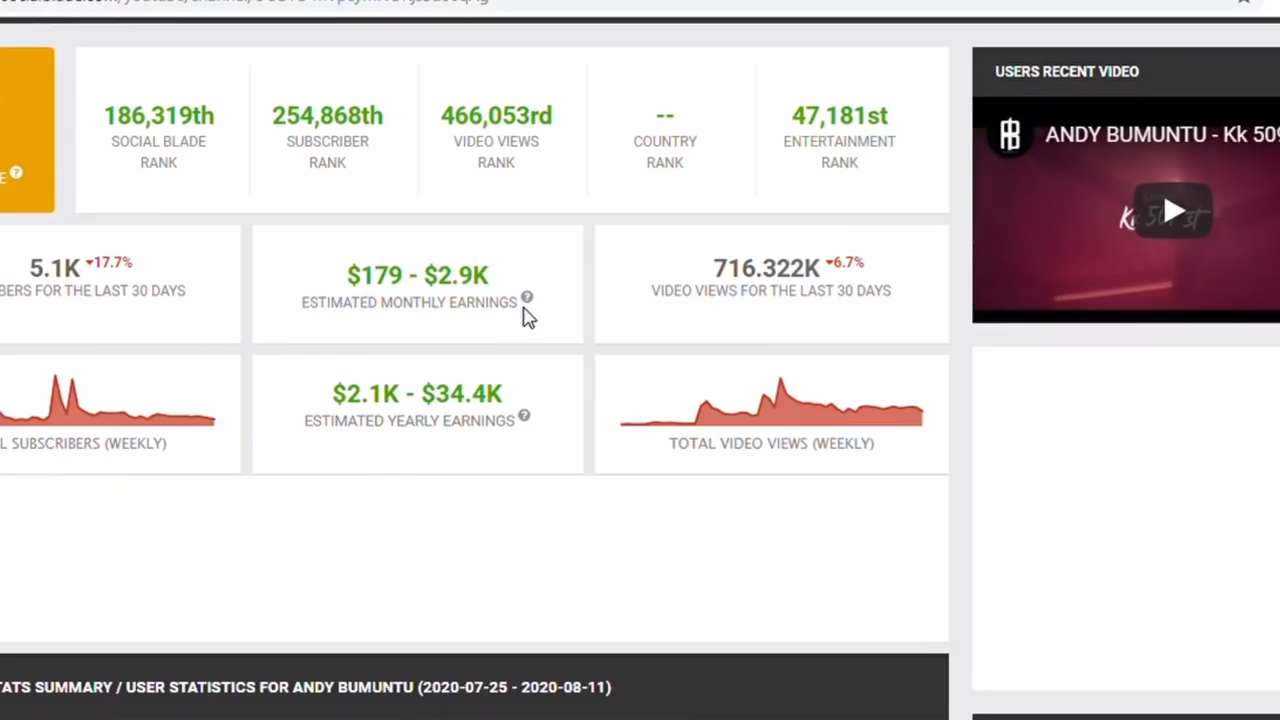 186,319th
SOCIAL BLADE
RANK
254,868th
SUBSCRIBER
RANK
466,053rd
VIDEO VIEWS
RANK
--
COUNTRY
RANK
47,181st
ENTERTAINMENT
RANK
USERS RECENT VIDEO
ANDY BUMUNTU - Kk 509
E ?
5.1K 17.7%
BERS FOR THE LAST 30 DAYS
$179 - $2.9K
ESTIMATED MONTHLY EARNINGS ?
716.322K 6.7%
VIDEO VIEWS FOR THE LAST 30 DAYS
L SUBSCRIBERS (WEEKLY)
$2.1K - $34.4K
ESTIMATED YEARLY EARNINGS ?
TOTAL VIDEO VIEWS (WEEKLY)
TATS SUMMARY / USER STATISTICS FOR ANDY BUMUNTU (2020-07-25 - 2020-08-11)